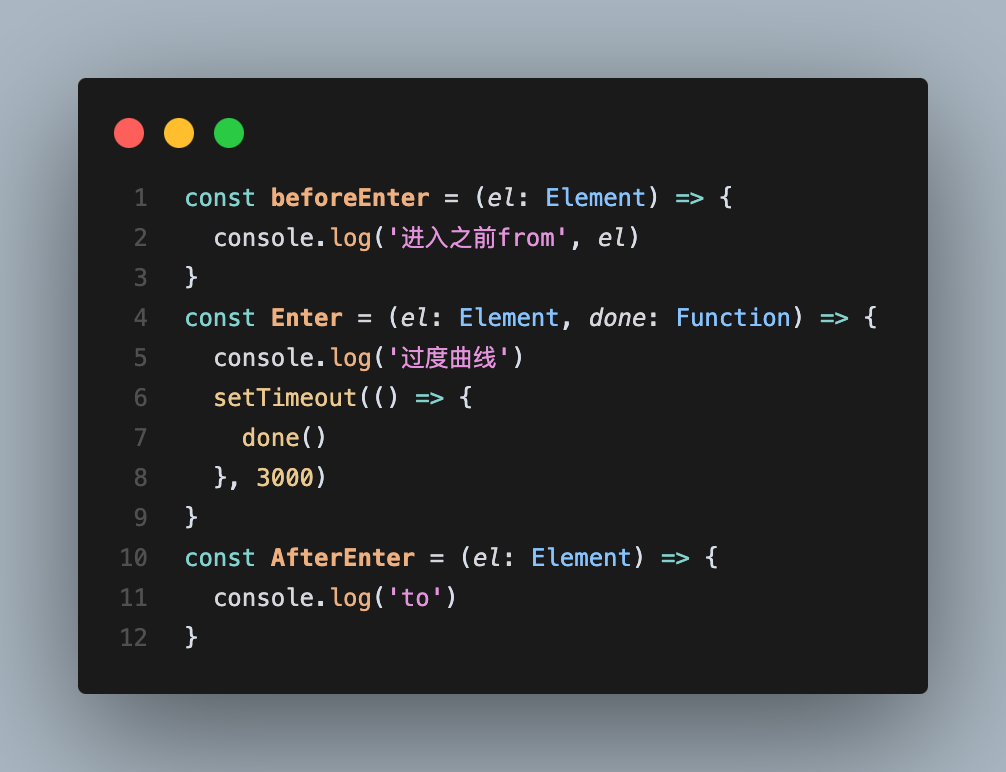 1 const beforeEnter = (el: Element) => {
2   console.log('进入之前from', el)
3 }
4 const Enter = (el: Element, done: Function) => {
5   console.log('过度曲线')
6   setTimeout(() => {
7     done()
8   }, 3000)
9 }
10 const AfterEnter = (el: Element) => {
11   console.log('to')
12 }